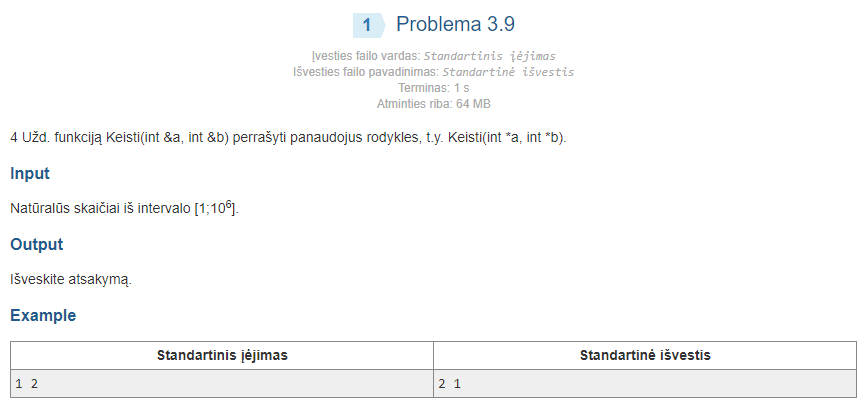 1 Problema 3.9
Įvesties failo vardas: Standartinis įėjimas
Išvesties failo pavadinimas: Standartinė išvestis
Terminas: 1 s
Atminties riba: 64 MB
4 Užd. funkciją Keisti(int &a, int &b) perrašyti panaudojus rodykles, t.y. Keisti(int *a, int *b).
Input
Natūralūs skaičiai iš intervalo [1;10⁶].
Output
Išveskite atsakymą.
Example
Standartinis įėjimas Standartinė išvestis
1 2 2 1